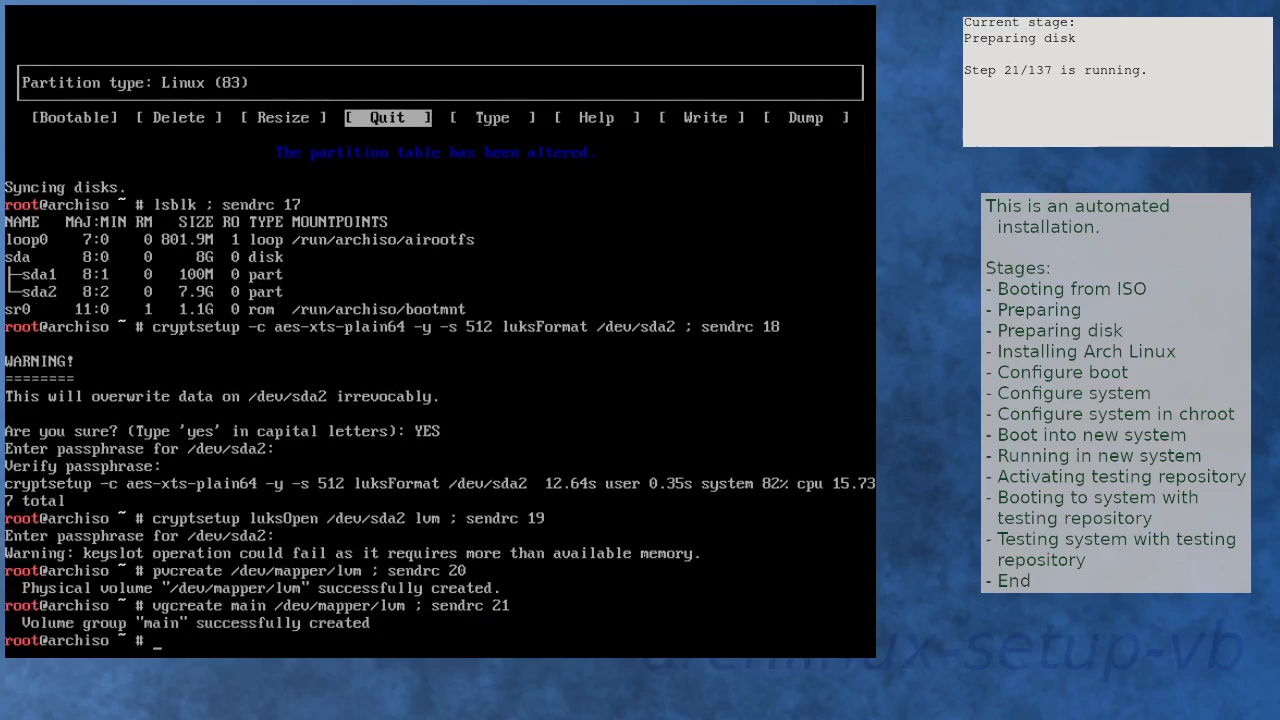 Partition type: Linux (83)
[Bootable] [ Delete ] [ Resize ] [ Quit ] [ Type ] [ Help ] [ Write ] [ Dump ]
The partition table has been altered.
Syncing disks.
root@archiso ~ # lsblk ; sendrc 17
NAME MAJ:MIN RM SIZE RO TYPE MOUNTPOINTS
loop0 7:0 0 801.9M 1 loop /run/archiso/airootfs
sda 8:0 0 8G 0 disk
├─sda1 8:1 0 100M 0 part
└─sda2 8:2 0 7.9G 0 part
sr0 11:0 1 1.1G 0 rom /run/archiso/bootmnt
root@archiso ~ # cryptsetup -c aes-xts-plain64 -y -s 512 luksFormat /dev/sda2 ; sendrc 18
WARNING!
========
This will overwrite data on /dev/sda2 irrevocably.
Are you sure? (Type 'yes' in capital letters): YES
Enter passphrase for /dev/sda2:
Verify passphrase:
cryptsetup -c aes-xts-plain64 -y -s 512 luksFormat /dev/sda2 12.64s user 0.35s system 82% cpu 15.73
7 total
root@archiso ~ # cryptsetup luksOpen /dev/sda2 lvm ; sendrc 19
Enter passphrase for /dev/sda2:
Warning: keyslot operation could fail as it requires more than available memory.
root@archiso ~ # pvcreate /dev/mapper/lvm ; sendrc 20
Physical volume "/dev/mapper/lvm" successfully created.
root@archiso ~ # vgcreate main /dev/mapper/lvm ; sendrc 21
Volume group "main" successfully created
root@archiso ~ # _
Current stage:
Preparing disk
Step 21/137 is running.
This is an automated
installation.
Stages:
- Booting from ISO
- Preparing
- Preparing disk
- Installing Arch Linux
- Configure boot
- Configure system
- Configure system in chroot
- Boot into new system
- Running in new system
- Activating testing repository
- Booting to system with
testing repository
- Testing system with testing
repository
- End
archlinux-setup-vb